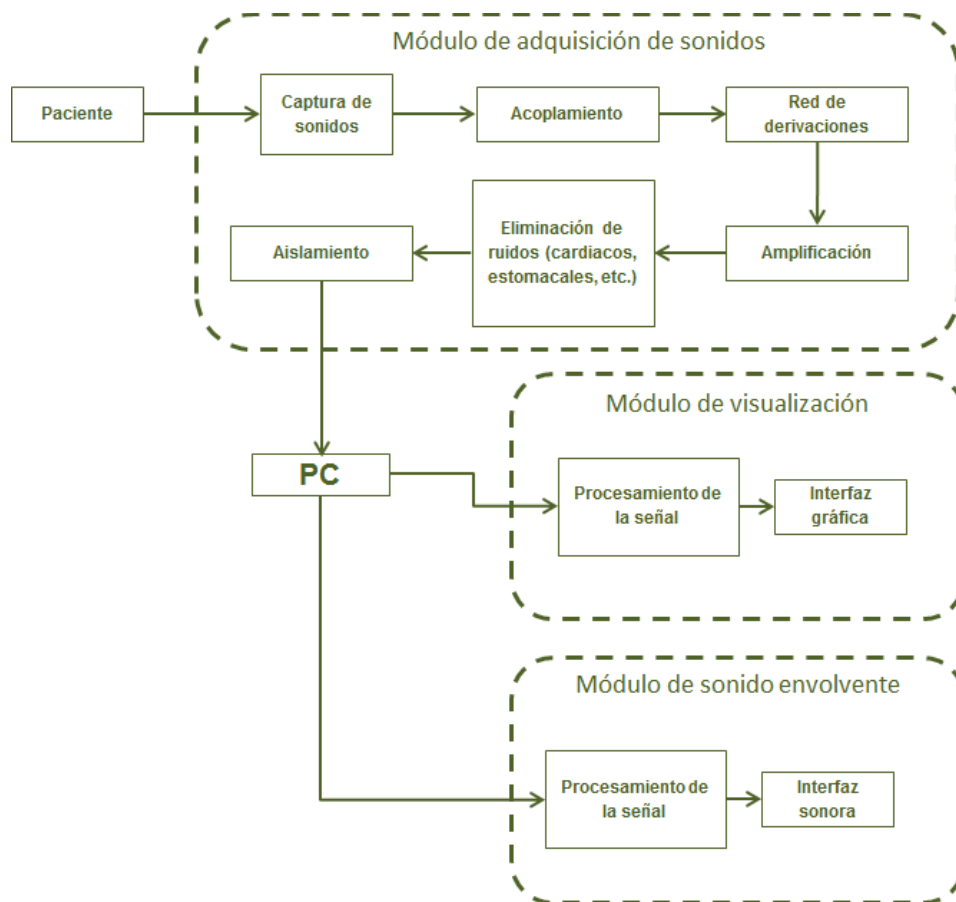 Módulo de adquisición de sonidos
Paciente
Captura de
sonidos
Acoplamiento
Red de
derivaciones
Amplificación
Eliminación de
ruidos (cardiacos,
estomacales, etc.)
Aislamiento
PC
Módulo de visualización
Procesamiento de
la señal
Interfaz
gráfica
Módulo de sonido envolvente
Procesamiento de
la señal
Interfaz
sonora